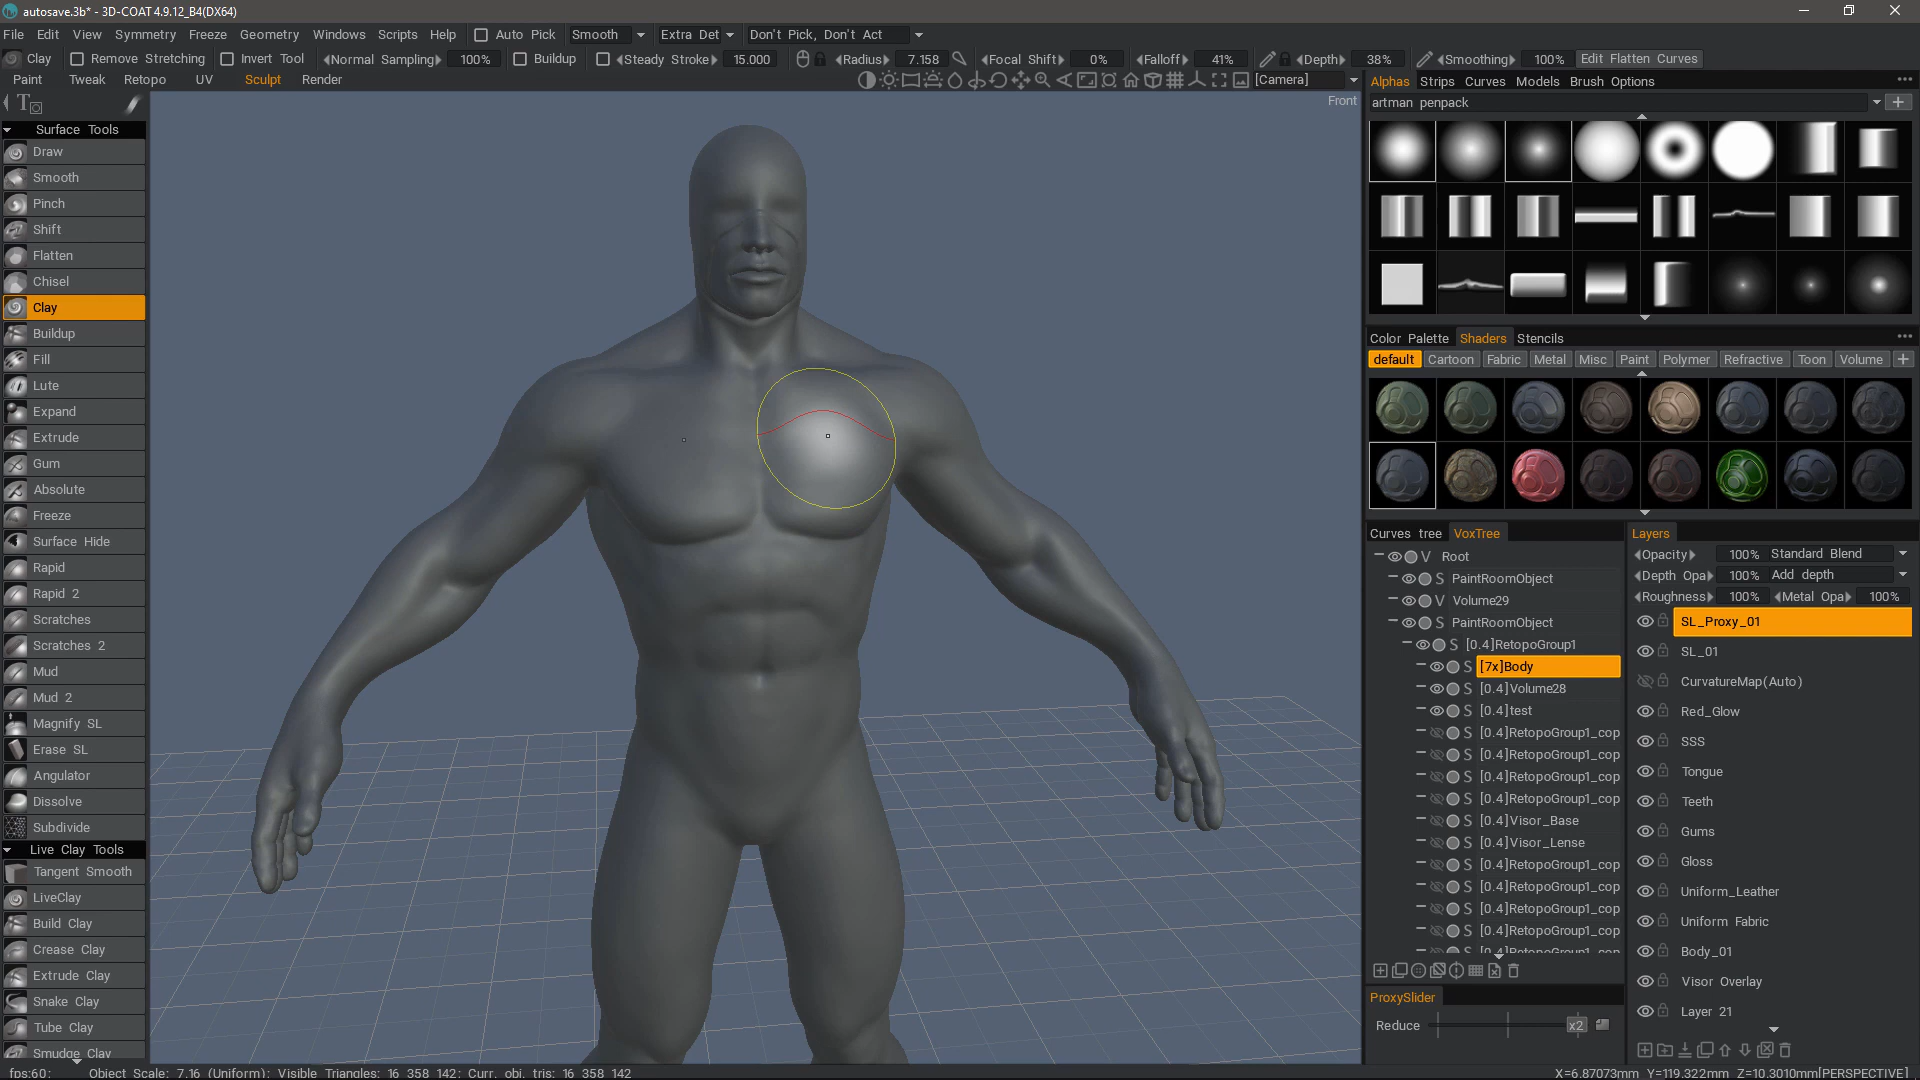 autosave.3b* - 3D-COAT 4.9.12_B4(DX64)
File Edit View Symmetry Freeze Geometry Windows Scripts Help Auto Pick Smooth Extra Det Don't Pick, Don't Act
Clay Remove Stretching Invert Tool Normal Sampling 100% Buildup Steady Stroke 15.000 Radius 7.158 Focal Shift 0% Falloff 41% Depth 38% Smoothing 100% Edit Flatten Curves
Paint Tweak Retopo UV Sculpt Render [Camera]
Front
Surface Tools
Draw
Smooth
Pinch
Shift
Flatten
Chisel
Clay
Buildup
Fill
Lute
Expand
Extrude
Gum
Absolute
Freeze
Surface Hide
Rapid
Rapid 2
Scratches
Scratches 2
Mud
Mud 2
Magnify SL
Erase SL
Angulator
Dissolve
Subdivide
Live Clay Tools
Tangent Smooth
LiveClay
Build Clay
Crease Clay
Extrude Clay
Snake Clay
Tube Clay
Smudge Clay
Alphas Strips Curves Models Brush Options
artman penpack
Color Palette Shaders Stencils
default Cartoon Fabric Metal Misc Paint Polymer Refractive Toon Volume
Curves tree VoxTree
V Root
S PaintRoomObject
V Volume29
S PaintRoomObject
S [0.4]RetopoGroup1
S [7x]Body
S [0.4]Volume28
S [0.4]test
S [0.4]RetopoGroup1_cop
S [0.4]RetopoGroup1_cop
S [0.4]RetopoGroup1_cop
S [0.4]RetopoGroup1_cop
S [0.4]Visor_Base
S [0.4]Visor_Lense
S [0.4]RetopoGroup1_cop
S [0.4]RetopoGroup1_cop
S [0.4]RetopoGroup1_cop
S [0.4]RetopoGroup1_cop
S [0.4]RetopoGroup1_cop
ProxySlider
Reduce x2
Layers
Opacity 100% Standard Blend
Depth Opa 100% Add depth
Roughness 100% Metal Opa 100%
SL_Proxy_01
SL_01
CurvatureMap(Auto)
Red_Glow
SSS
Tongue
Teeth
Gums
Gloss
Uniform_Leather
Uniform Fabric
Body_01
Visor Overlay
Layer 21
fps:60; Object Scale: 7.16 (Uniform); Visible Triangles: 16 358 142; Curr. obj. tris: 16 358 142
X=6.87073mm Y=119.322mm Z=10.3010mm[PERSPECTIVE]